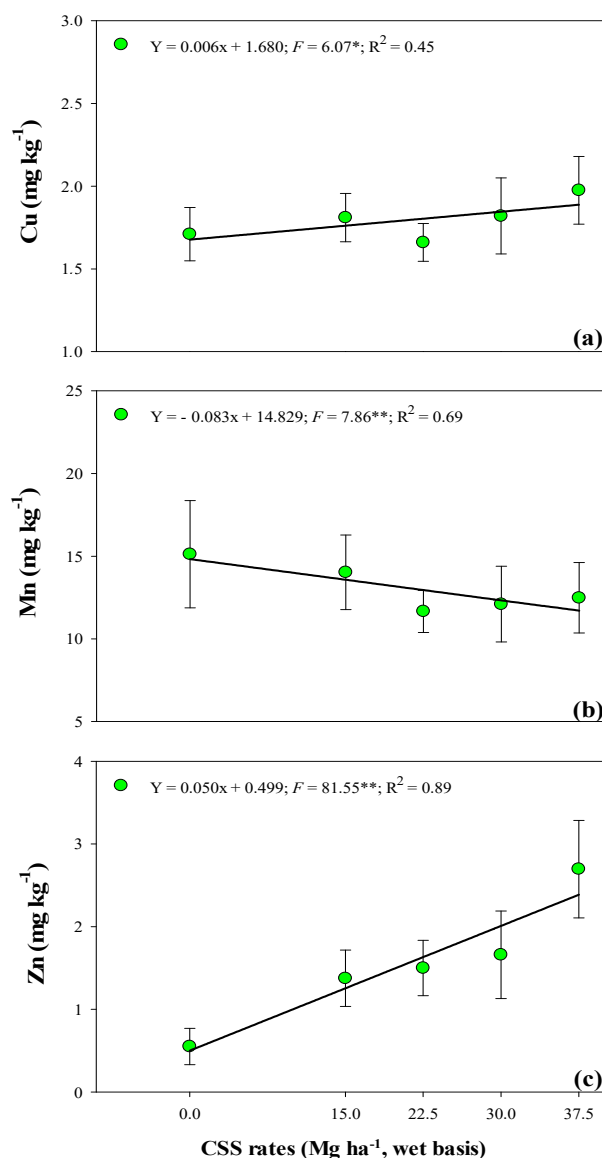 3.0
Y = 0.006x + 1.680; F = 6.07*; R² = 0.45
2.5
2.0
1.5
1.0
Cu (mg kg⁻¹)
(a)
25
Y = - 0.083x + 14.829; F = 7.86**; R² = 0.69
20
15
10
5
Mn (mg kg⁻¹)
(b)
4
Y = 0.050x + 0.499; F = 81.55**; R² = 0.89
3
2
1
0
Zn (mg kg⁻¹)
(c)
0.0 15.0 22.5 30.0 37.5
CSS rates (Mg ha⁻¹, wet basis)